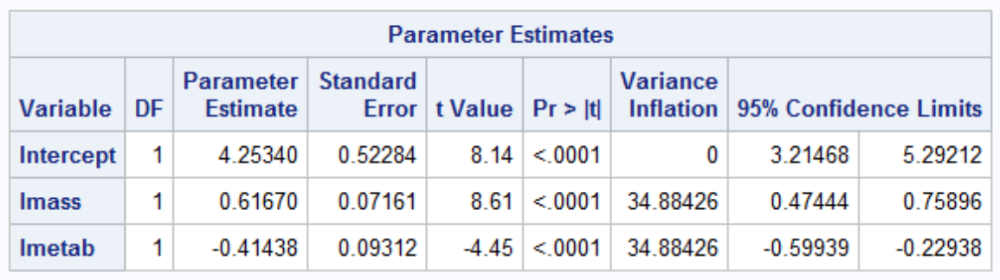 Parameter Estimates
Variable DF Parameter Estimate Standard Error t Value Pr > |t| Variance Inflation 95% Confidence Limits
Intercept 1 4.25340 0.52284 8.14 <.0001 0 3.21468 5.29212
lmass 1 0.61670 0.07161 8.61 <.0001 34.88426 0.47444 0.75896
lmetab 1 -0.41438 0.09312 -4.45 <.0001 34.88426 -0.59939 -0.22938